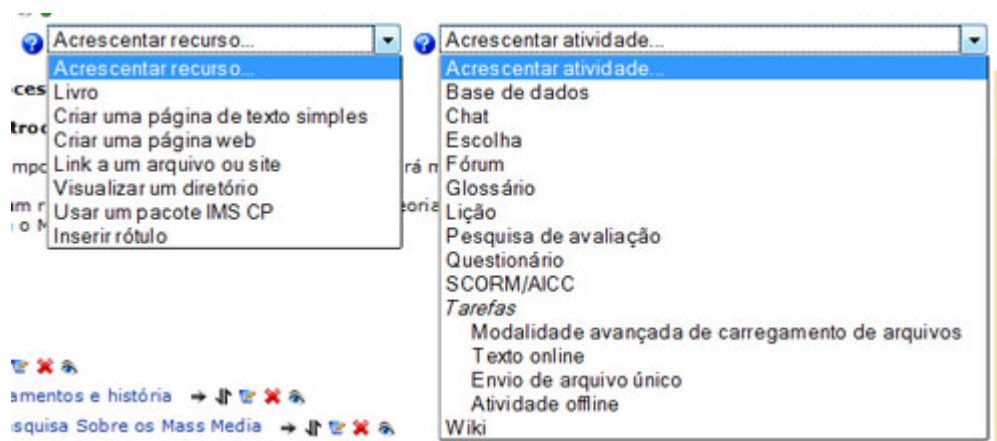 Acrescentar recurso...
Acrescentar recurso...
Livro
Criar uma página de texto simples
Criar uma página web
Link a um arquivo ou site
Visualizar um diretório
Usar um pacote IMS CP
Inserir rótulo
Acrescentar atividade...
Acrescentar atividade...
Base de dados
Chat
Escolha
Fórum
Glossário
Lição
Pesquisa de avaliação
Questionário
SCORM/AICC
Tarefas
Modalidade avançada de carregamento de arquivos
Texto online
Envio de arquivo único
Atividade offline
Wiki
amentos e história
squisa Sobre os Mass Media